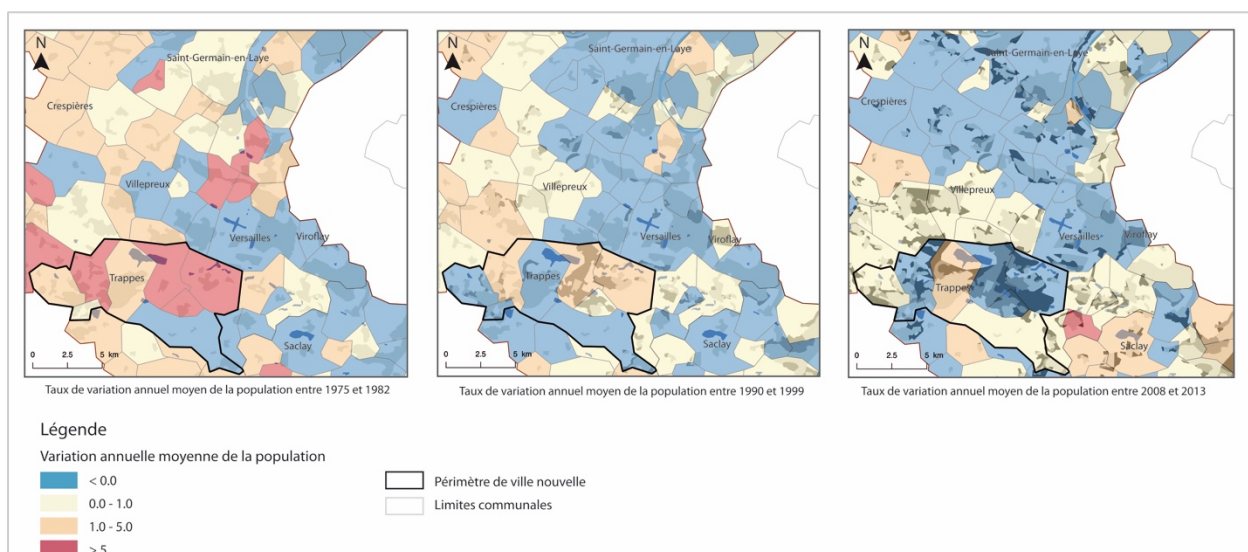 N
Saint-Germain-en-Laye
Crespières
Villepreux
Versailles
Viroflay
Trappes
Saclay
0 2.5 5 km
Taux de variation annuel moyen de la population entre 1975 et 1982
N
Saint-Germain-en-Laye
Crespières
Villepreux
Versailles
Viroflay
Trappes
Saclay
0 2.5 5 km
Taux de variation annuel moyen de la population entre 1990 et 1999
N
Saint-Germain-en-Laye
Crespières
Villepreux
Versailles
Viroflay
Trappes
Saclay
0 2.5 5 km
Taux de variation annuel moyen de la population entre 2008 et 2013
Légende
Variation annuelle moyenne de la population
< 0.0
0.0 - 1.0
1.0 - 5.0
> 5
Périmètre de ville nouvelle
Limites communales